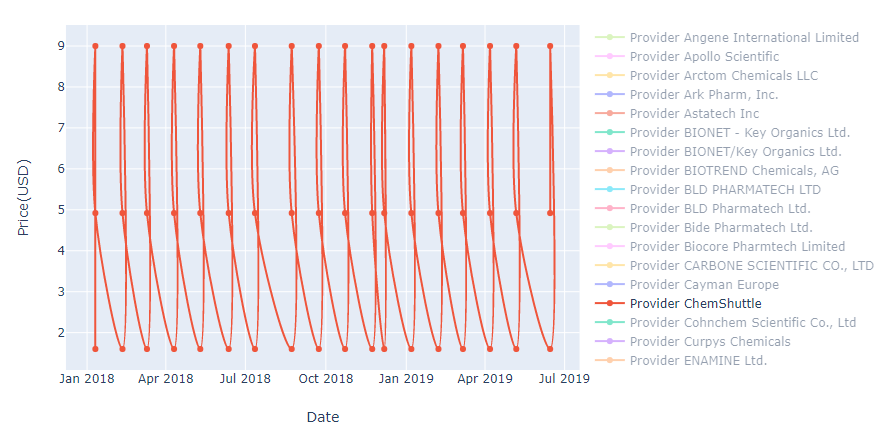 9
8
7
6
5
4
3
2
Price(USD)
Jan 2018
Apr 2018
Jul 2018
Oct 2018
Jan 2019
Apr 2019
Jul 2019
Date
Provider Angene International Limited
Provider Apollo Scientific
Provider Arctom Chemicals LLC
Provider Ark Pharm, Inc.
Provider Astatech Inc
Provider BIONET - Key Organics Ltd.
Provider BIONET/Key Organics Ltd.
Provider BIOTREND Chemicals, AG
Provider BLD PHARMATECH LTD
Provider BLD Pharmatech Ltd.
Provider Bide Pharmatech Ltd.
Provider Biocore Pharmtech Limited
Provider CARBONE SCIENTIFIC CO., LTD
Provider Cayman Europe
Provider ChemShuttle
Provider Cohnchem Scientific Co., Ltd
Provider Curpys Chemicals
Provider ENAMINE Ltd.